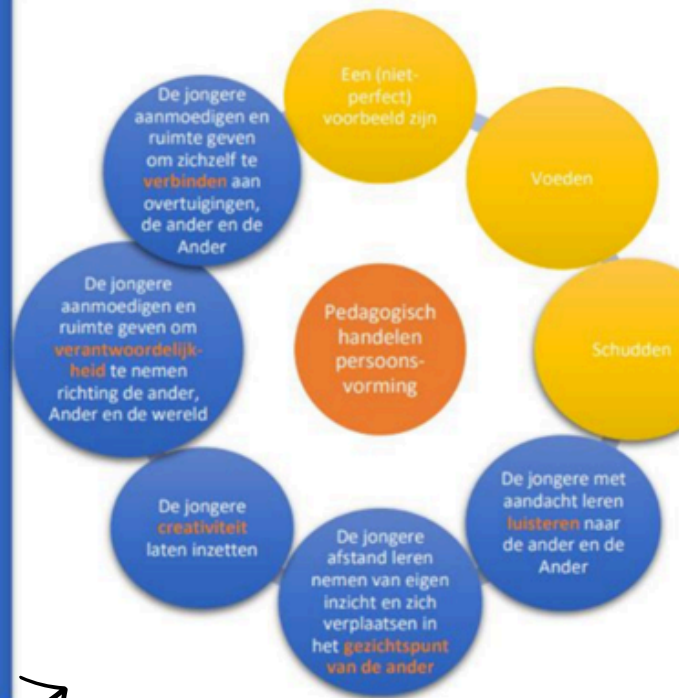 Een (niet-
perfect)
voorbeeld zijn
Voeden
Schudden
De jongere met
aandacht leren
luisteren naar
de ander en de
Ander
De jongere
afstand leren
nemen van eigen
inzicht en zich
verplaatsen in
het gezichtspunt
van de ander
De jongere
creativiteit
laten inzetten
De jongere
aanmoedigen en
ruimte geven om
verantwoordelijk-
heid te nemen
richting de ander,
Ander en de wereld
De jongere
aanmoedigen en
ruimte geven
om zichzelf te
verbinden aan
overtuigingen,
de ander en de
Ander
Pedagogisch
handelen
persoons-
vorming